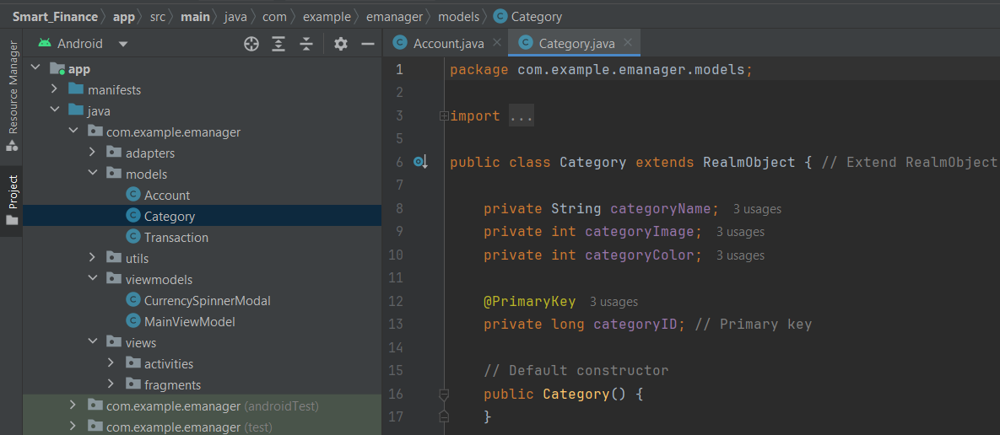 Smart_Finance app src main java com example emanager models Category
Android
Account.java Category.java
Resource Manager
Project
app
manifests
java
com.example.emanager
adapters
models
Account
Category
Transaction
utils
viewmodels
CurrencySpinnerModal
MainViewModel
views
activities
fragments
com.example.emanager (androidTest)
com.example.emanager (test)
1 package com.example.emanager.models;
2
3 import ...
5
6 public class Category extends RealmObject { // Extend RealmObject
7
8 private String categoryName; 3 usages
9 private int categoryImage; 3 usages
10 private int categoryColor; 3 usages
11
12 @PrimaryKey 3 usages
13 private long categoryID; // Primary key
14
15 // Default constructor
16 public Category() {
17 }